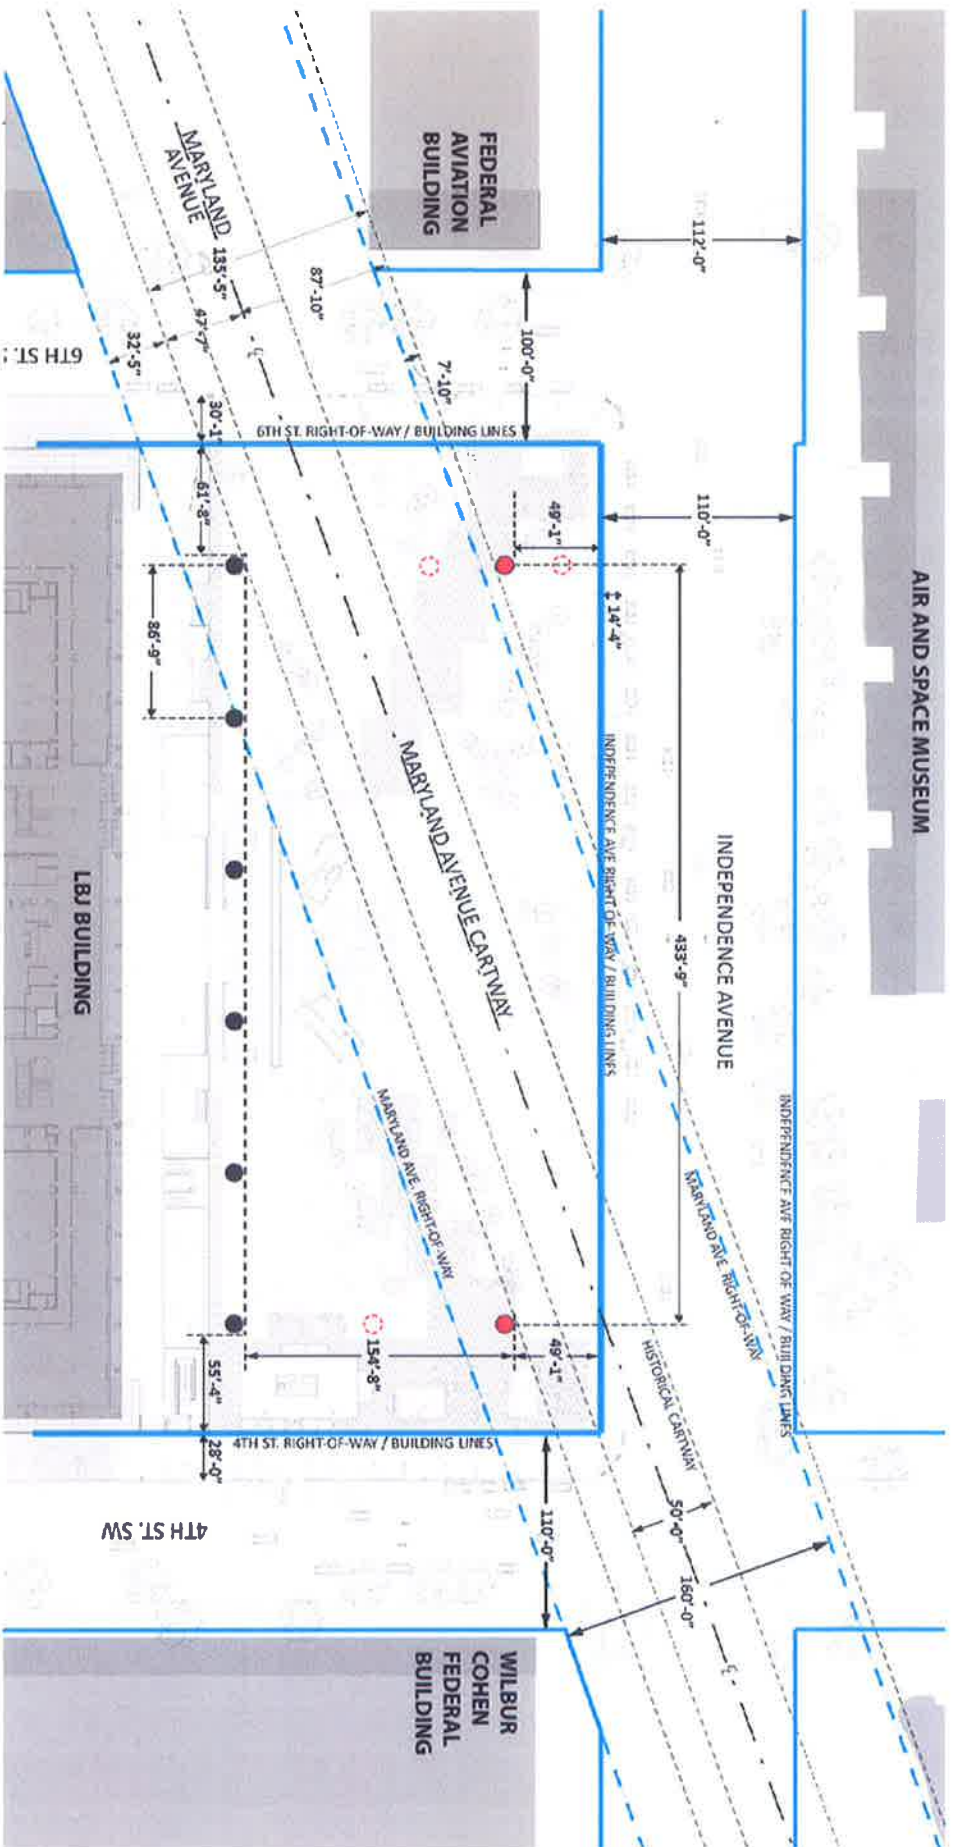 AIR AND SPACE MUSEUM
FEDERAL
AVIATION
BUILDING
112'-0"
100'-0"
110'-0"
INDEPENDENCE AVENUE
INDEPENDENCE AVE RIGHT OF WAY / BUILDING LINES
MARYLAND AVE. RIGHT-OF-WAY
433'-9"
14'-4"
INDEPENDENCE AVE RIGHT OF WAY / BUILDING LINES
49'-1"
49'-1"
HISTORICAL CARTWAY
50'-0"
160'-0"
℄
MARYLAND
AVENUE
135'-5"
87'-10"
7'-10"
47'-7"
32'-5"
℄
6TH ST.
30'-1"
6TH ST. RIGHT-OF-WAY / BUILDING LINES
61'-8"
86'-9"
MARYLAND AVENUE CARTWAY
MARYLAND AVE. RIGHT-OF-WAY
154'-8"
55'-4"
28'-0"
4TH ST. RIGHT-OF-WAY / BUILDING LINES
110'-0"
4TH ST. SW
LBJ BUILDING
WILBUR
COHEN
FEDERAL
BUILDING